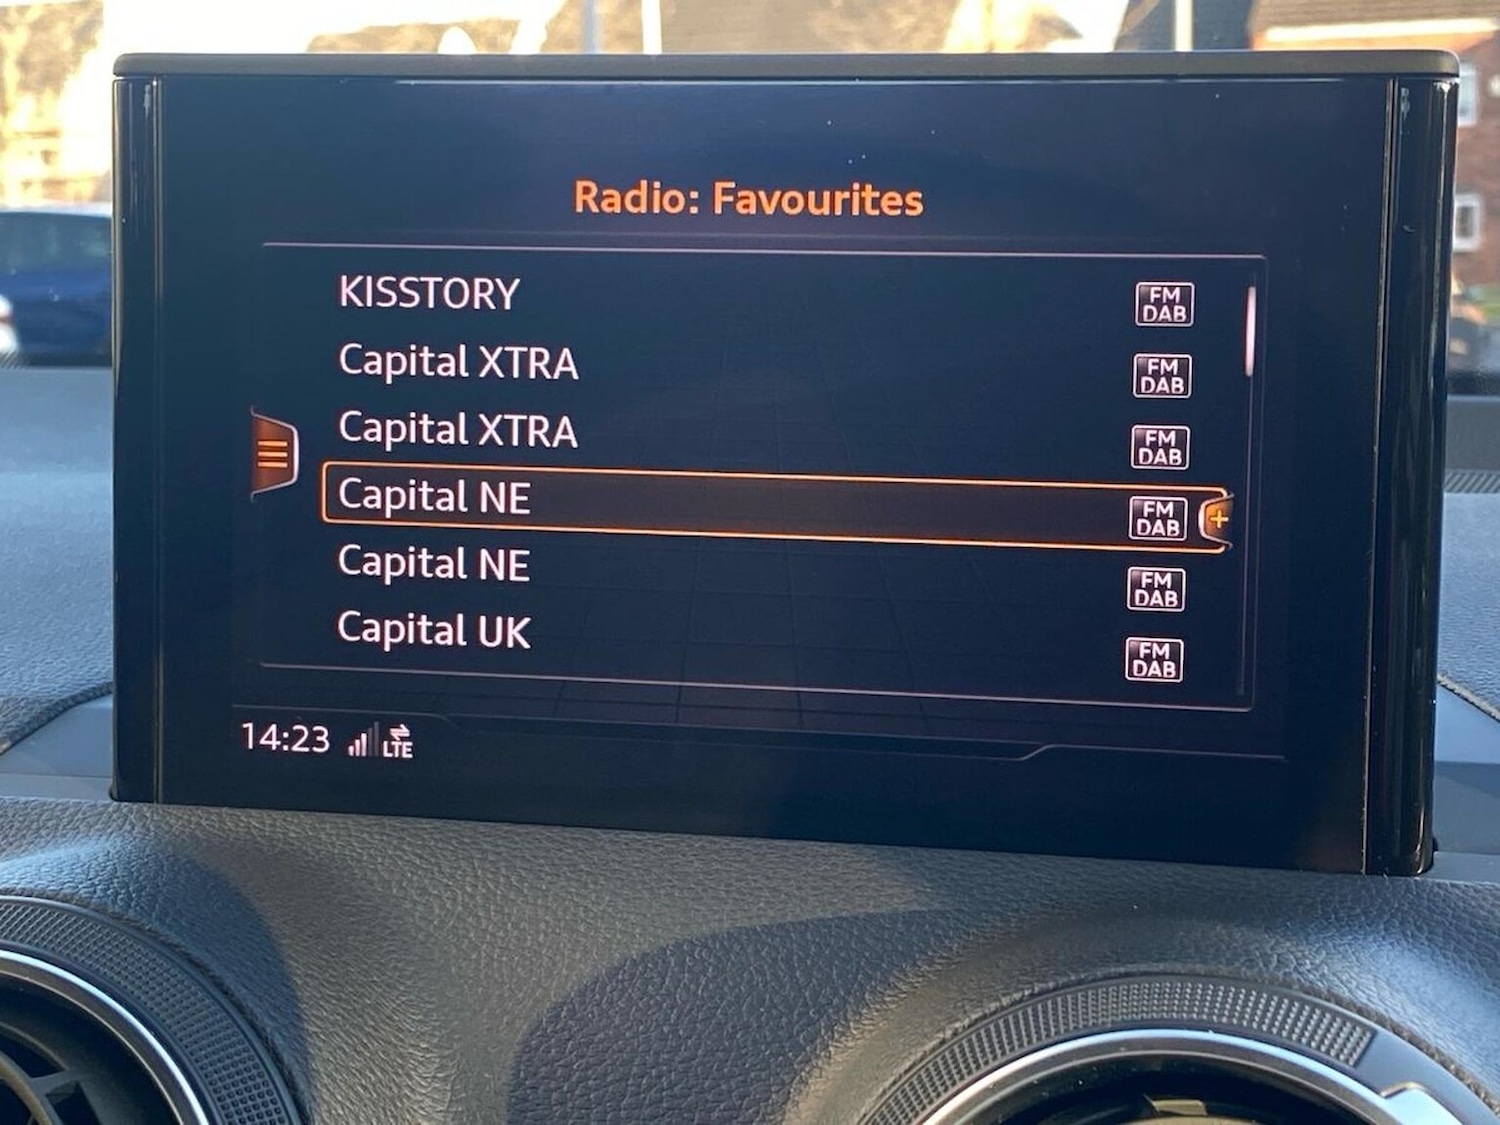 Radio: Favourites
KISSTORY
FM
DAB
Capital XTRA
FM
DAB
Capital XTRA
FM
DAB
Capital NE
FM
DAB
+
Capital NE
FM
DAB
Capital UK
FM
DAB
14:23 LTE